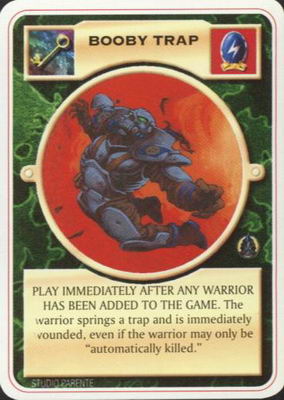 BOOBY TRAP
PLAY IMMEDIATELY AFTER ANY WARRIOR
HAS BEEN ADDED TO THE GAME. The
warrior springs a trap and is immediately
wounded, even if the warrior may only be
"automatically killed."
STUDIO PARENTE